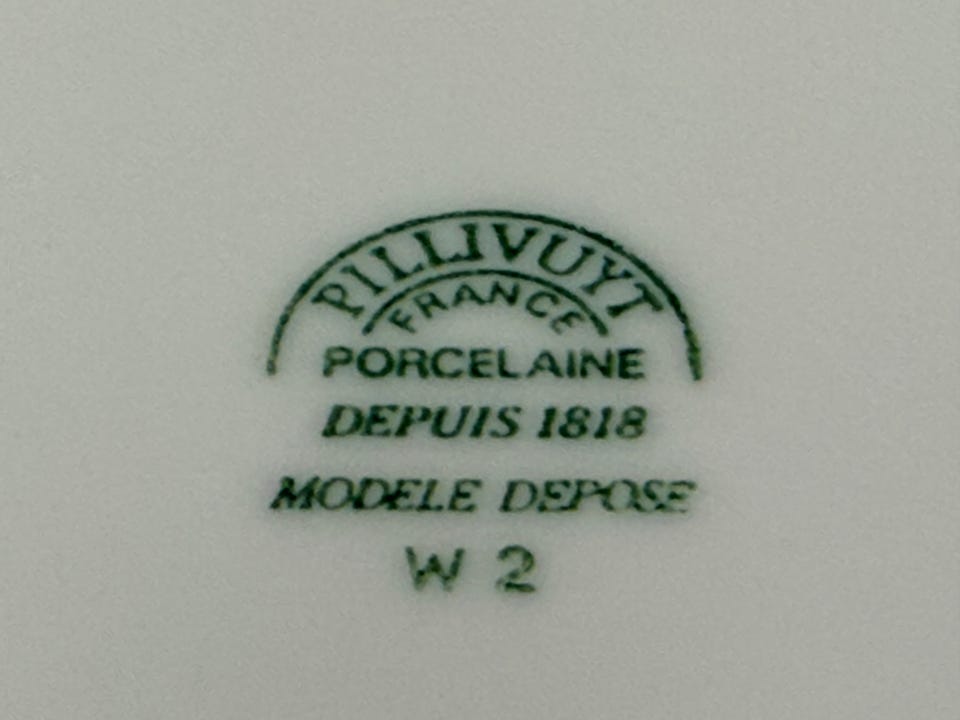 PILLIVUYT
FRANCE
PORCELAINE
DEPUIS 1818
MODELE DEPOSE
W 2